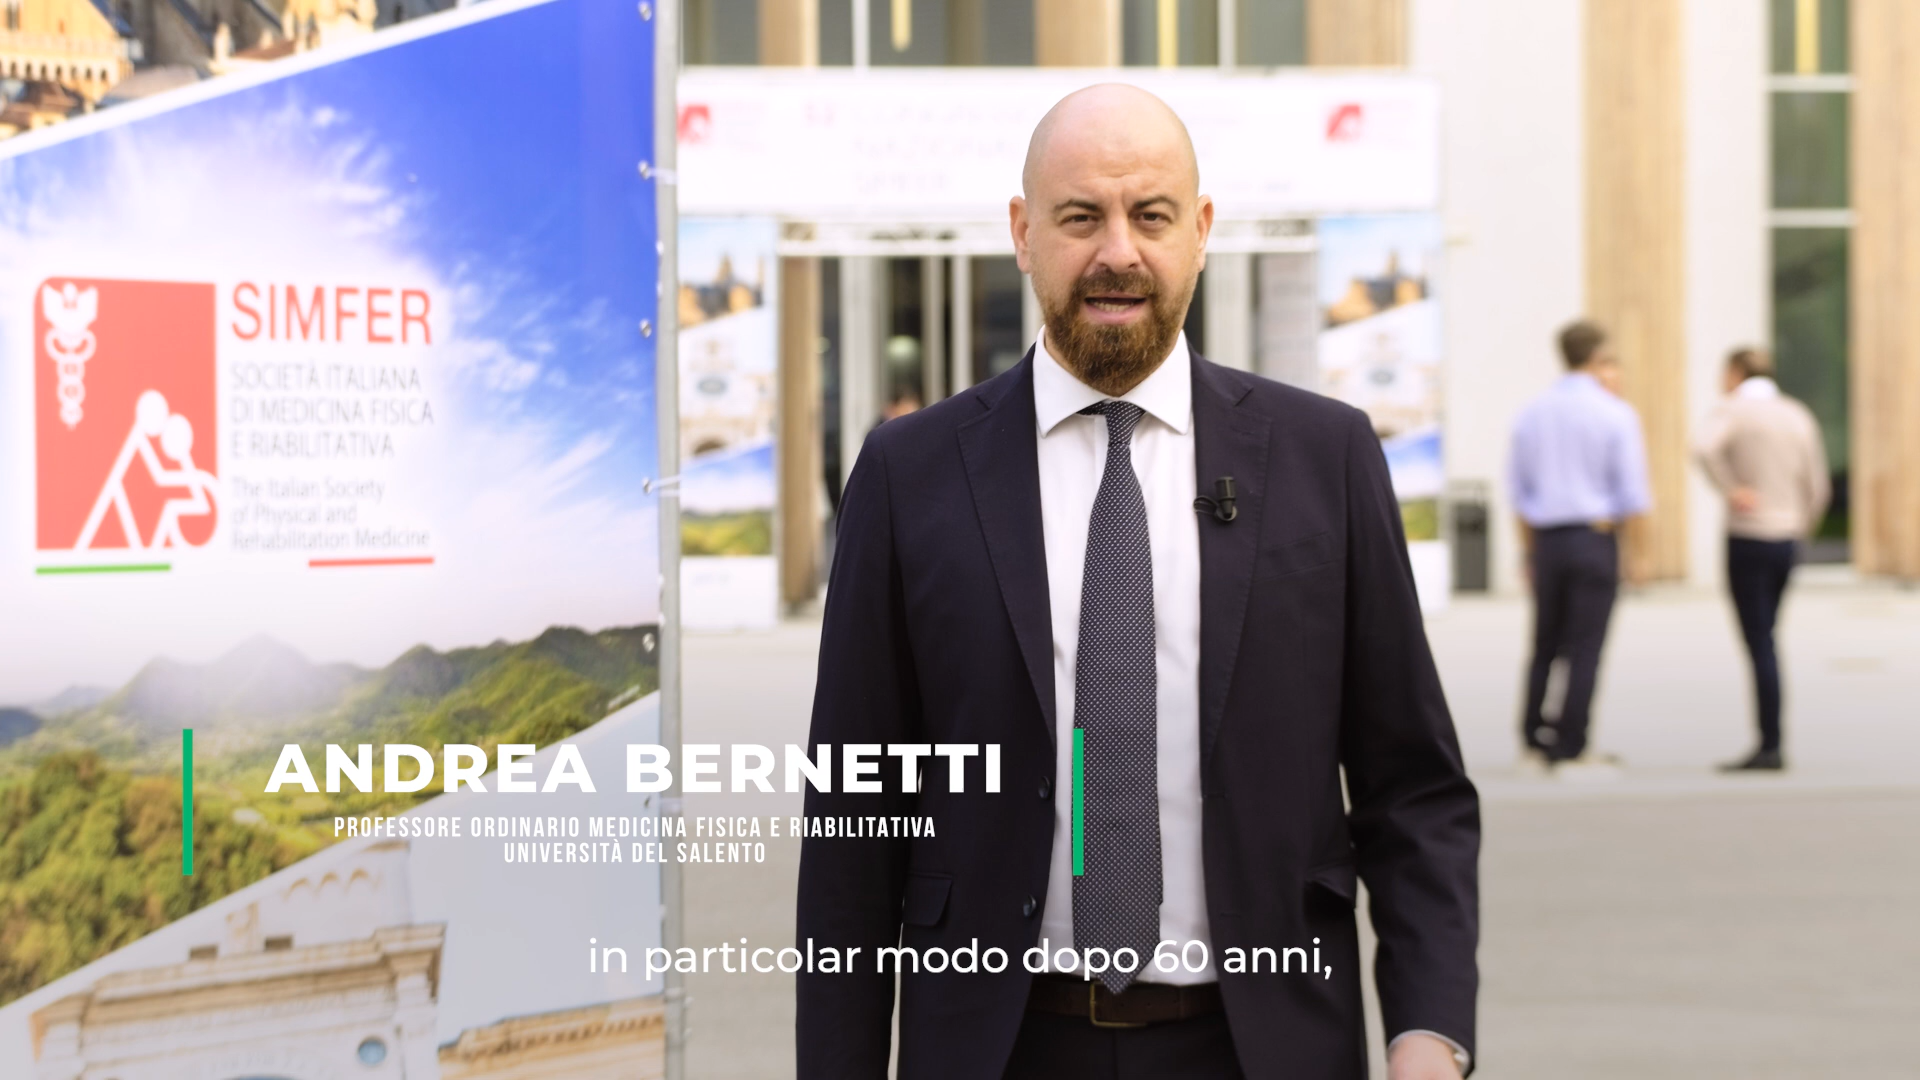 SIMFER
SOCIETÀ ITALIANA
DI MEDICINA FISICA
E RIABILITATIVA
The Italian Society
of Physical and
Rehabilitation Medicine
ANDREA BERNETTI
PROFESSORE ORDINARIO MEDICINA FISICA E RIABILITATIVA
UNIVERSITÀ DEL SALENTO
in particolar modo dopo 60 anni,